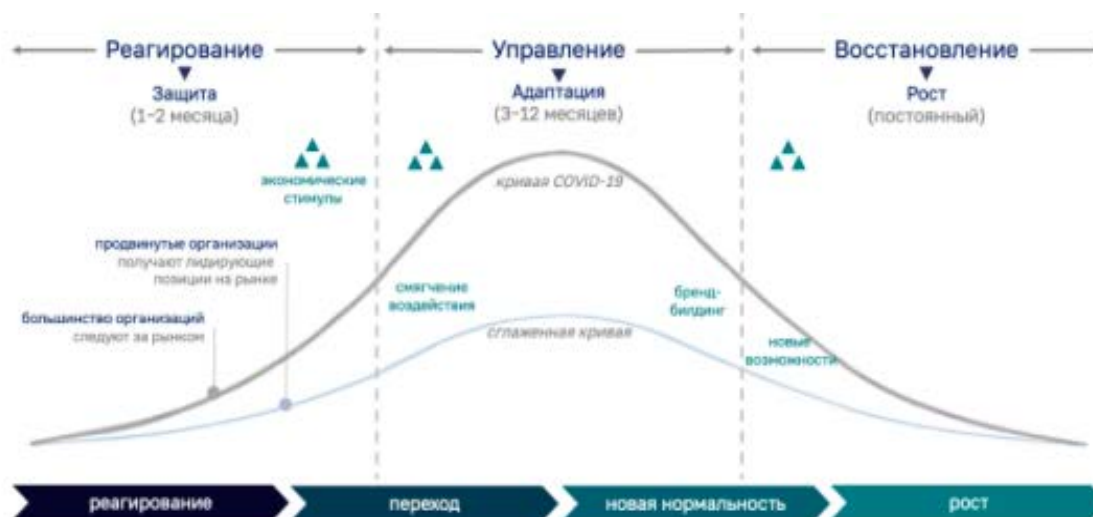 Реагирование
Управление
Восстановление
Защита
(1-2 месяца)
Адаптация
(3-12 месяцев)
Рост
(постоянный)
экономические
стимулы
кривая COVID-19
продвинутые организации
получают лидирующие
позиции на рынке
большинство организаций
следуют за рынком
смягчение
воздействия
бренд-
билдинг
сглаженная кривая
новые
возможности
реагирование
переход
новая нормальность
рост